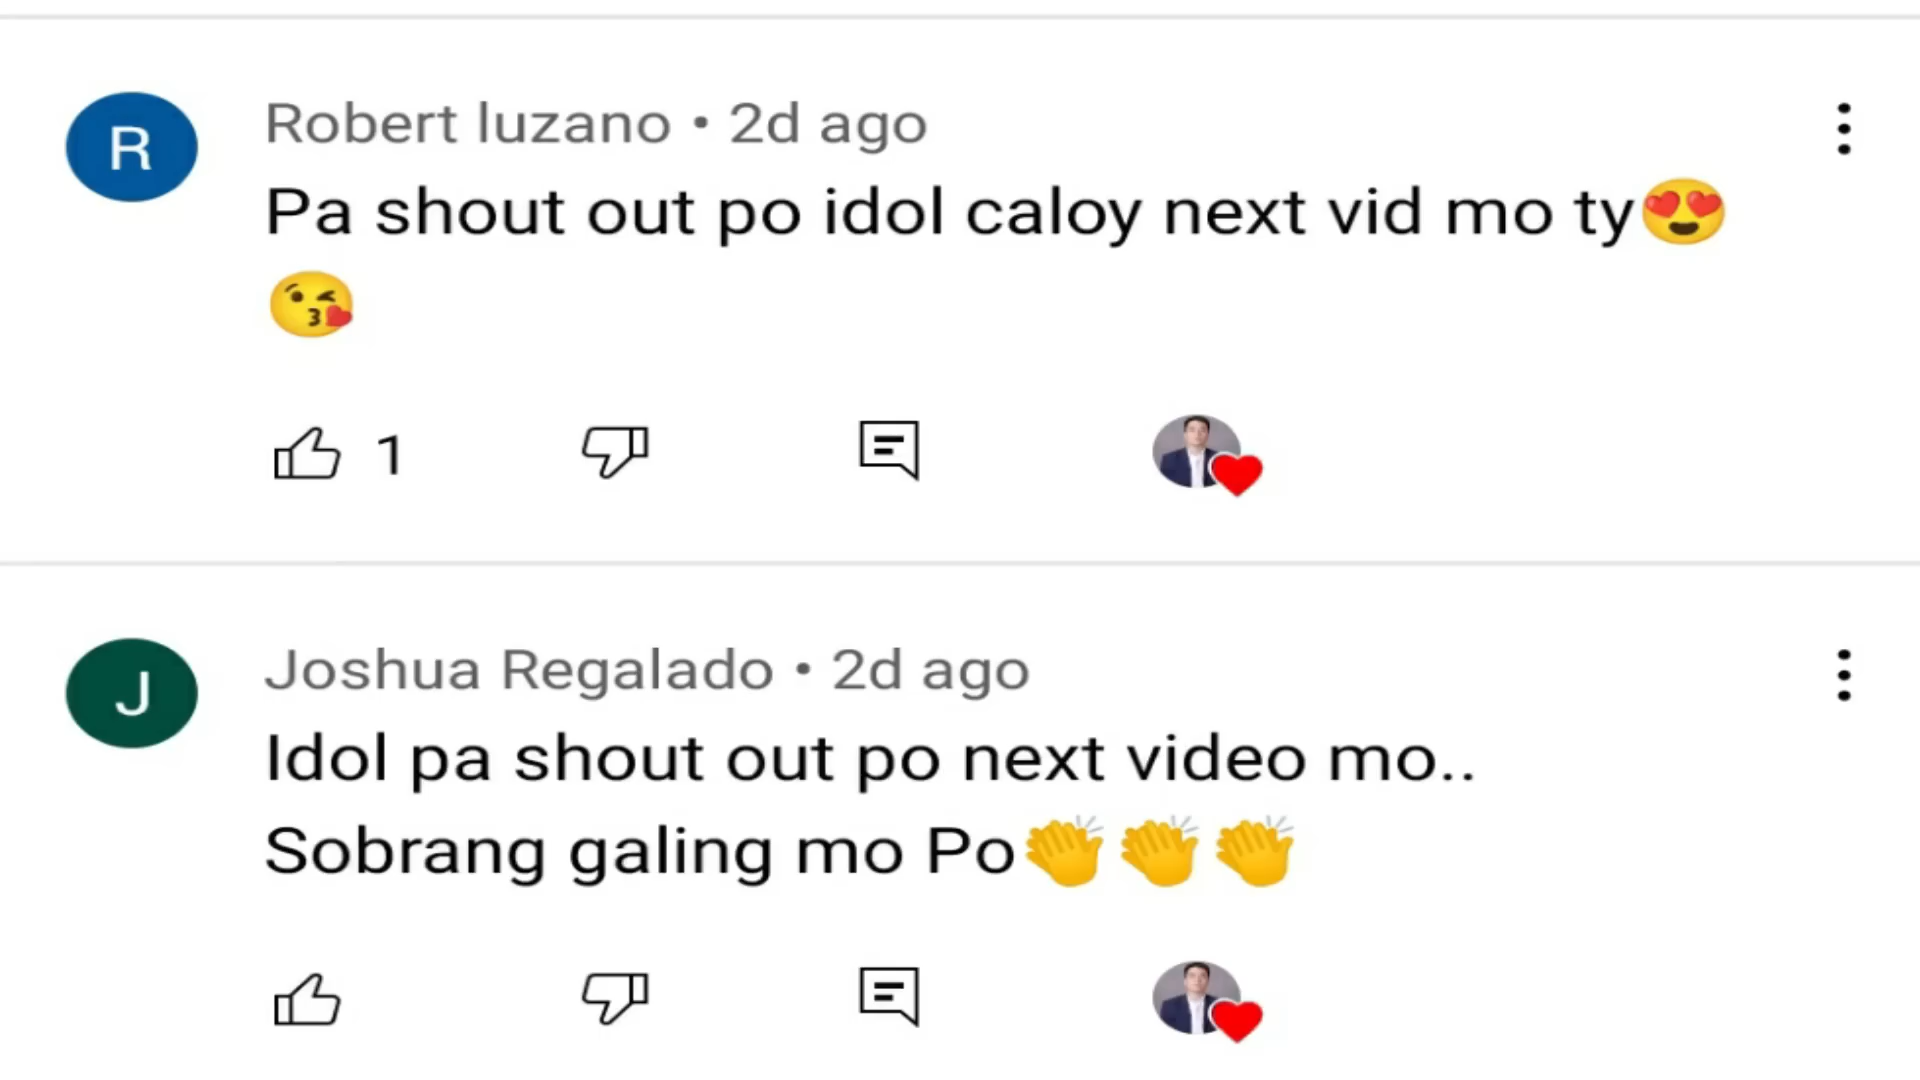 R
Robert luzano • 2d ago
Pa shout out po idol caloy next vid mo ty😍
😘
1
J
Joshua Regalado • 2d ago
Idol pa shout out po next video mo..
Sobrang galing mo Po👏👏👏